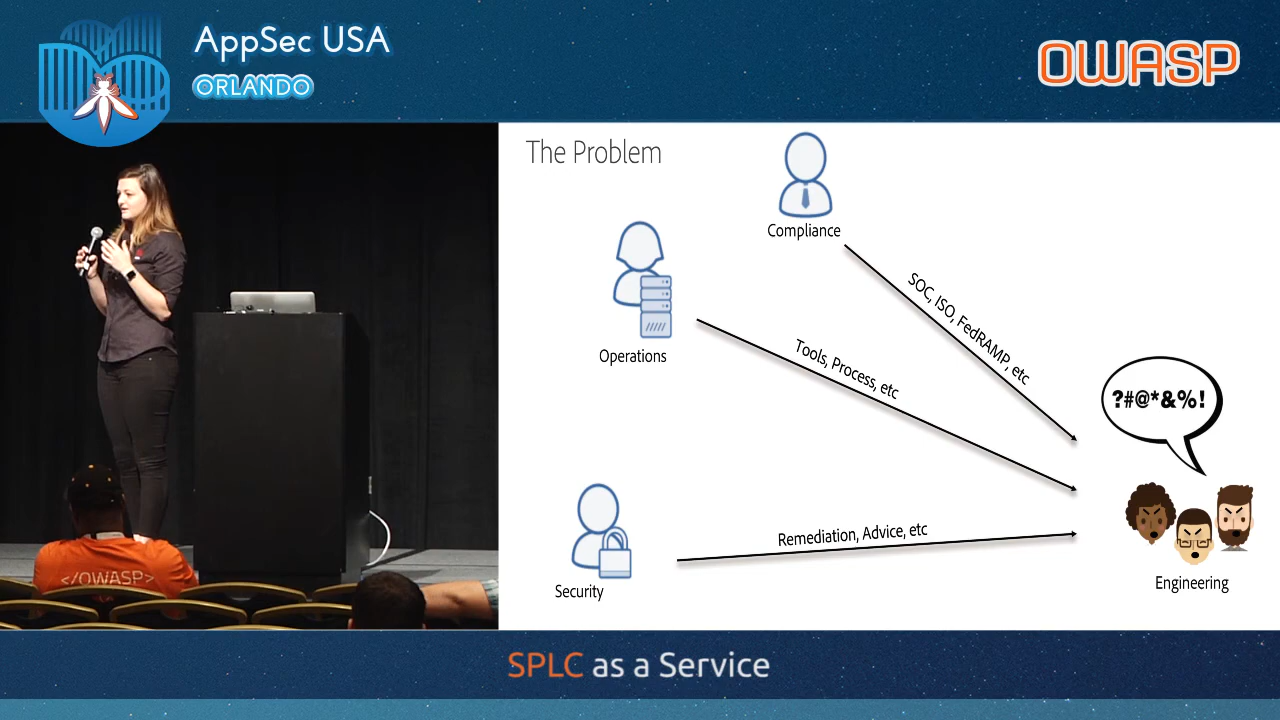 AppSec USA
ORLANDO
OWASP
The Problem
Compliance
SOC, ISO, FedRAMP, etc
Operations
Tools, Process, etc
?#@*&%!
Remediation, Advice, etc
Security
Engineering
</OWASP>
SPLC as a Service